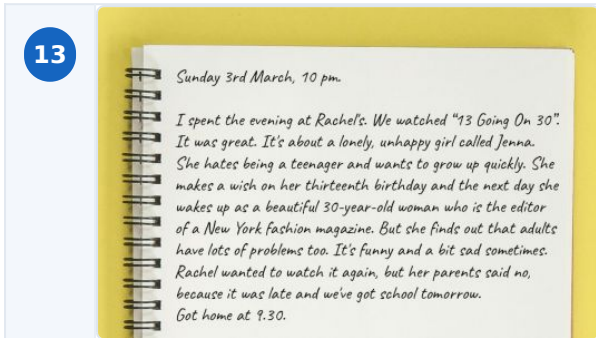 13
Sunday 3rd March, 10 pm.
I spent the evening at Rachel's. We watched "13 Going On 30".
It was great. It's about a lonely, unhappy girl called Jenna.
She hates being a teenager and wants to grow up quickly. She
makes a wish on her thirteenth birthday and the next day she
wakes up as a beautiful 30-year-old woman who is the editor
of a New York fashion magazine. But she finds out that adults
have lots of problems too. It's funny and a bit sad sometimes.
Rachel wanted to watch it again, but her parents said no,
because it was late and we've got school tomorrow.
Got home at 9.30.